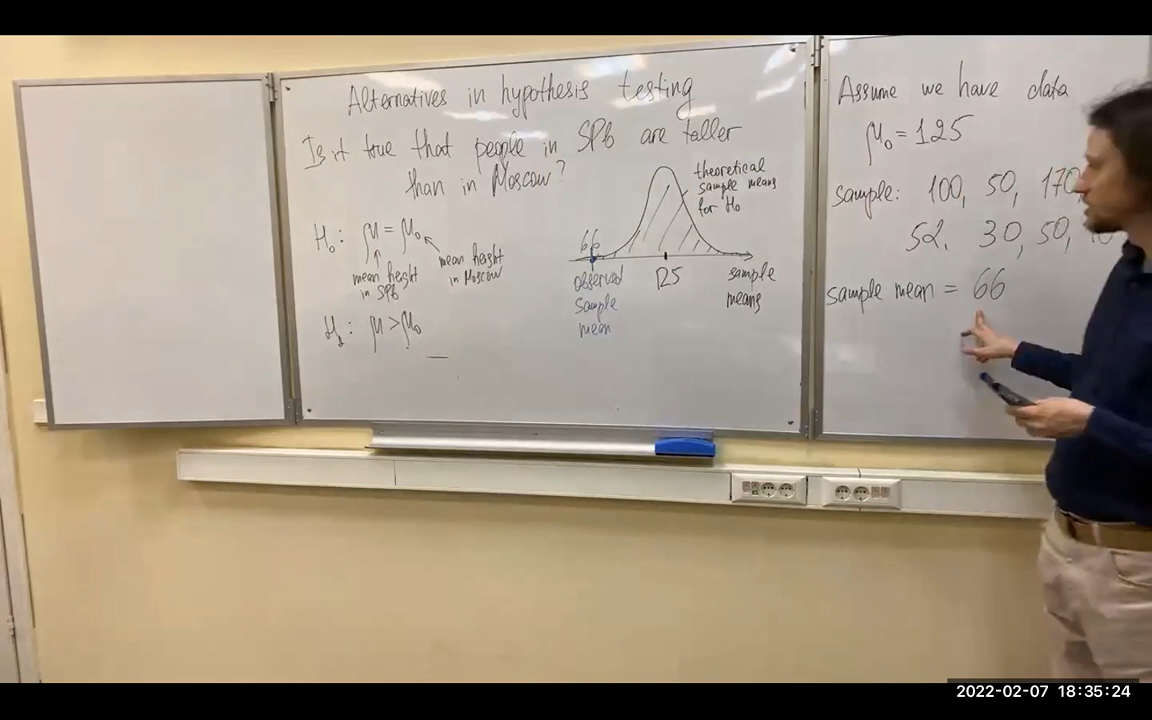 Alternatives in hypothesis testing
Is it true that people in SPb are taller
than in Moscow?
H₀: μ = μ₀
mean height
in SPb
mean height
in Moscow
H₁: μ > μ₀
theoretical
sample means
for H₀
66
125
observed
sample
mean
sample
means
Assume we have data
μ₀ = 125
sample: 100, 50, 170,
52, 30, 50,
sample mean = 66
2022-02-07 18:35:24